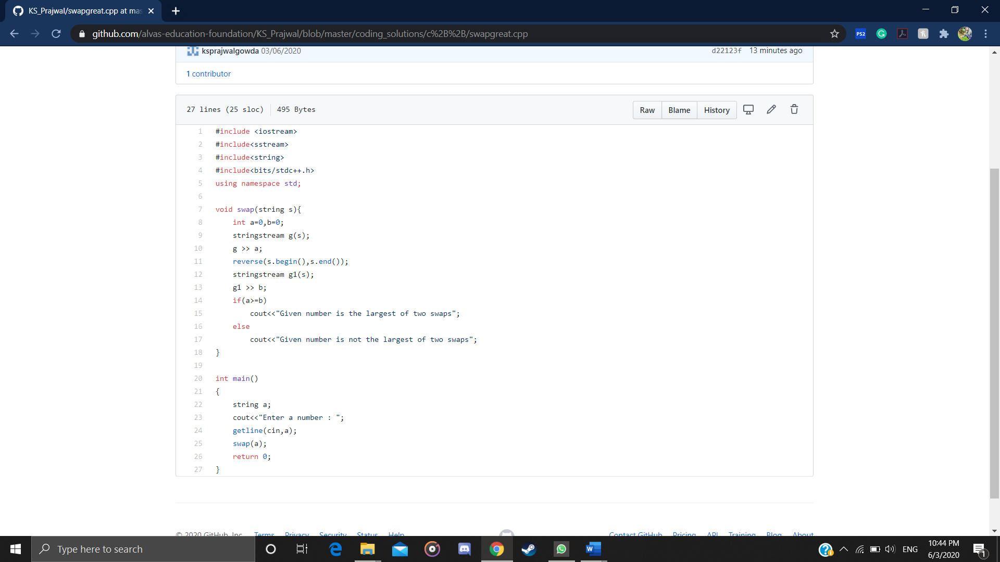 KS_Prajwal/swapgreat.cpp at mas
github.com/alvas-education-foundation/KS_Prajwal/blob/master/coding_solutions/c%2B%2B/swapgreat.cpp
PS2
ksprajwalgowda 03/06/2020
d22123f 13 minutes ago
1 contributor
27 lines (25 sloc) 495 Bytes
Raw Blame History
1 #include <iostream>
2 #include<sstream>
3 #include<string>
4 #include<bits/stdc++.h>
5 using namespace std;
6
7 void swap(string s){
8     int a=0,b=0;
9     stringstream g(s);
10     g >> a;
11     reverse(s.begin(),s.end());
12     stringstream g1(s);
13     g1 >> b;
14     if(a>=b)
15         cout<<"Given number is the largest of two swaps";
16     else
17         cout<<"Given number is not the largest of two swaps";
18 }
19
20 int main()
21 {
22     string a;
23     cout<<"Enter a number : ";
24     getline(cin,a);
25     swap(a);
26     return 0;
27 }
© 2020 GitHub, Inc. Terms Privacy Security Status Help
Contact GitHub Pricing API Training Blog About
Type here to search
ENG
10:44 PM
6/3/2020
1